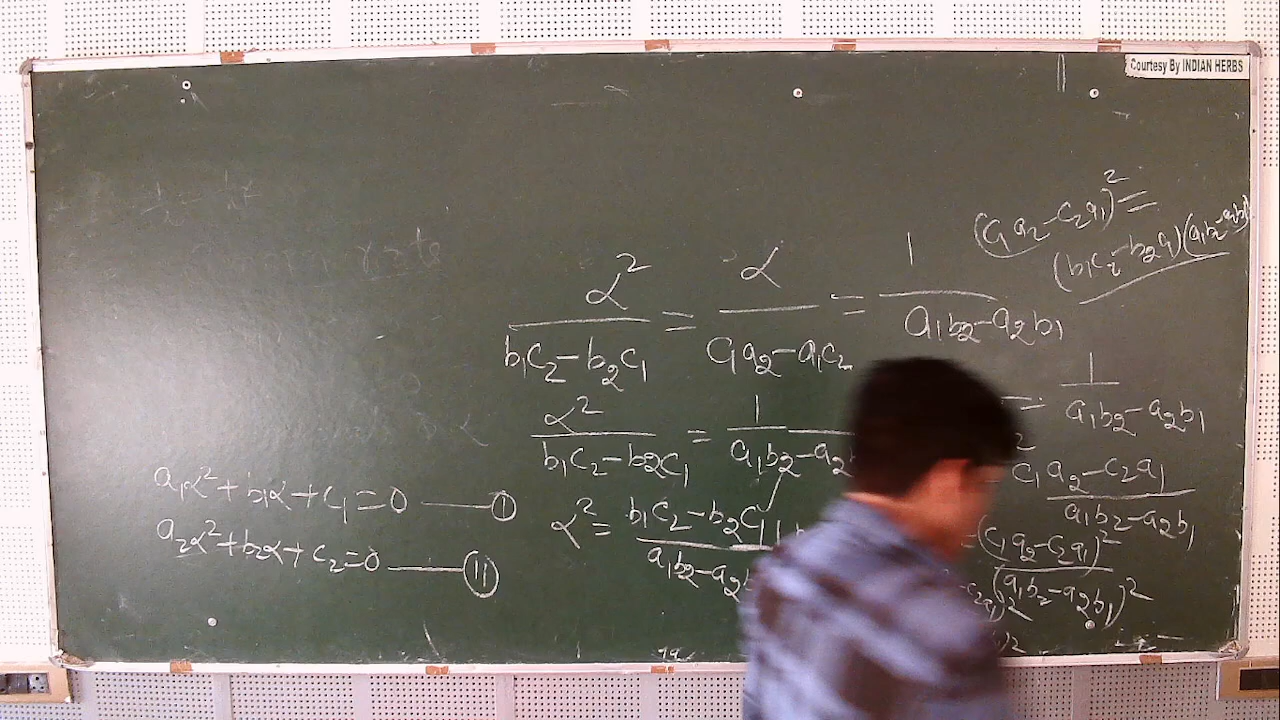 Courtesy By INDIAN HERBS
(c₁a₂-c₂a₁)² =
(b₁c₂-b₂c₁)(a₁b₂-a₂b₁)
α²/(b₁c₂-b₂c₁) = α/(c₁a₂-a₁c₂) = 1/(a₁b₂-a₂b₁)
α²/(b₁c₂-b₂c₁) = 1/(a₁b₂-a₂b
= 1/(a₁b₂-a₂b₁)
a₁α²+b₁α+c₁=0 —— I
a₂α²+b₂α+c₂=0 —— II
α² = (b₁c₂-b₂c₁)/(a₁b₂-a₂b
(c₁a₂-c₂a₁)/(a₁b₂-a₂b₁)
(c₁a₂-c₂a₁)²/(a₁b₂-a₂b₁)²